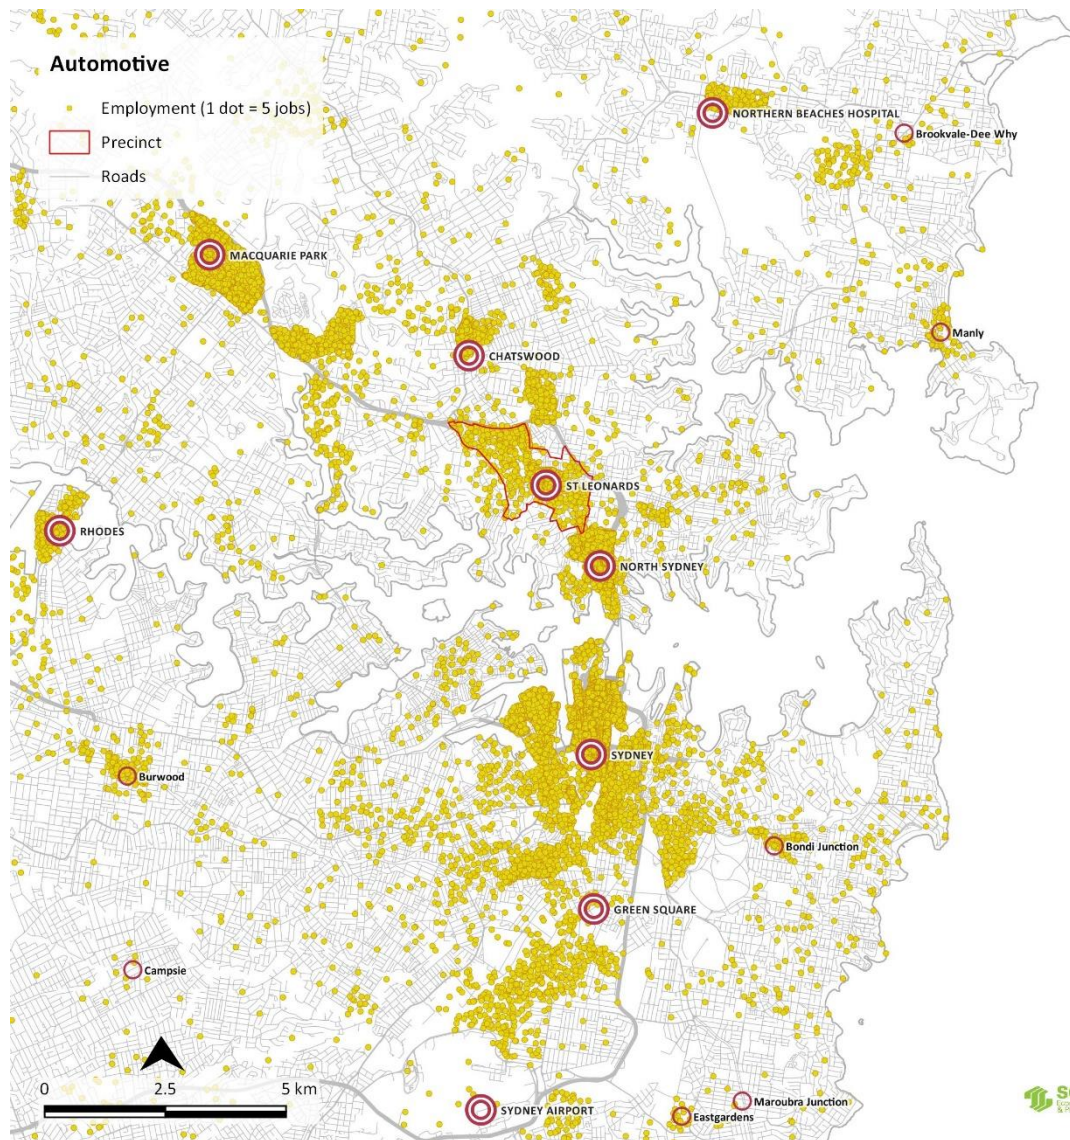 Automotive
Employment (1 dot = 5 jobs)
Precinct
Roads
NORTHERN BEACHES HOSPITAL
Brookvale-Dee Why
MACQUARIE PARK
Manly
CHATSWOOD
ST LEONARDS
RHODES
NORTH SYDNEY
SYDNEY
Burwood
Bondi Junction
GREEN SQUARE
Campsie
0 2.5 5 km
SYDNEY AIRPORT
Maroubra Junction
Eastgardens